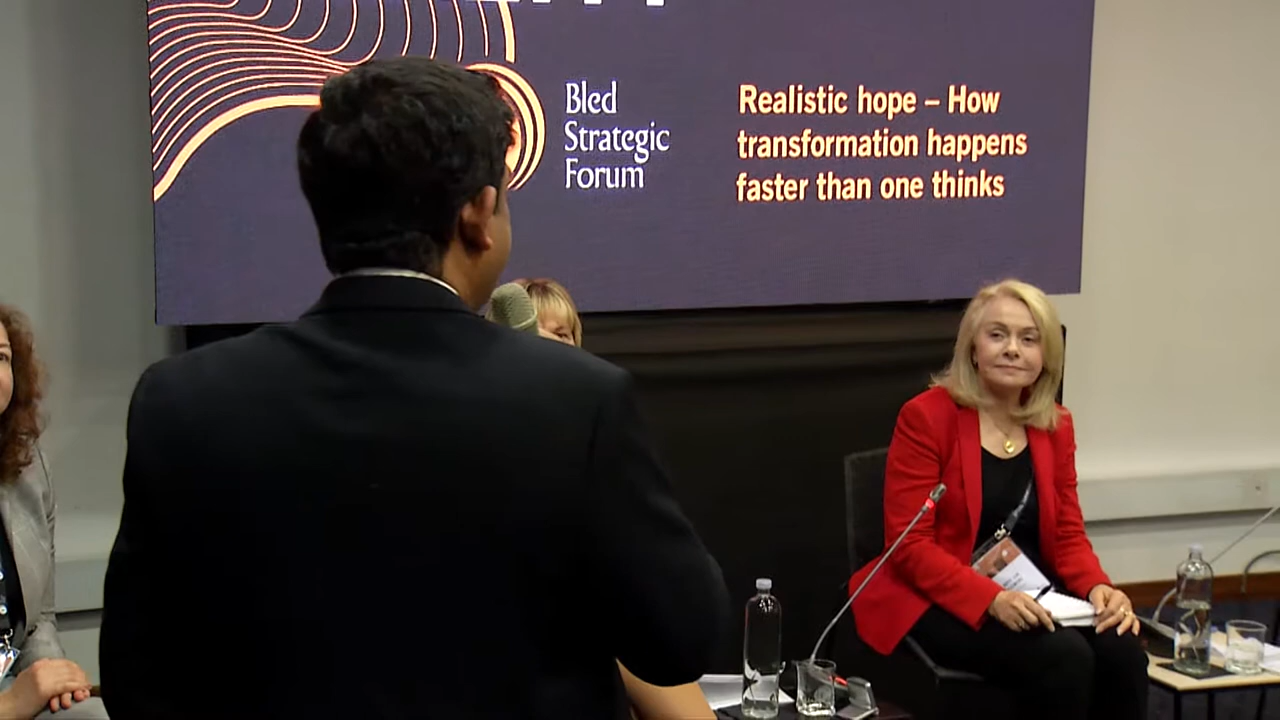 Bled
Strategic
Forum
Realistic hope – How
transformation happens
faster than one thinks